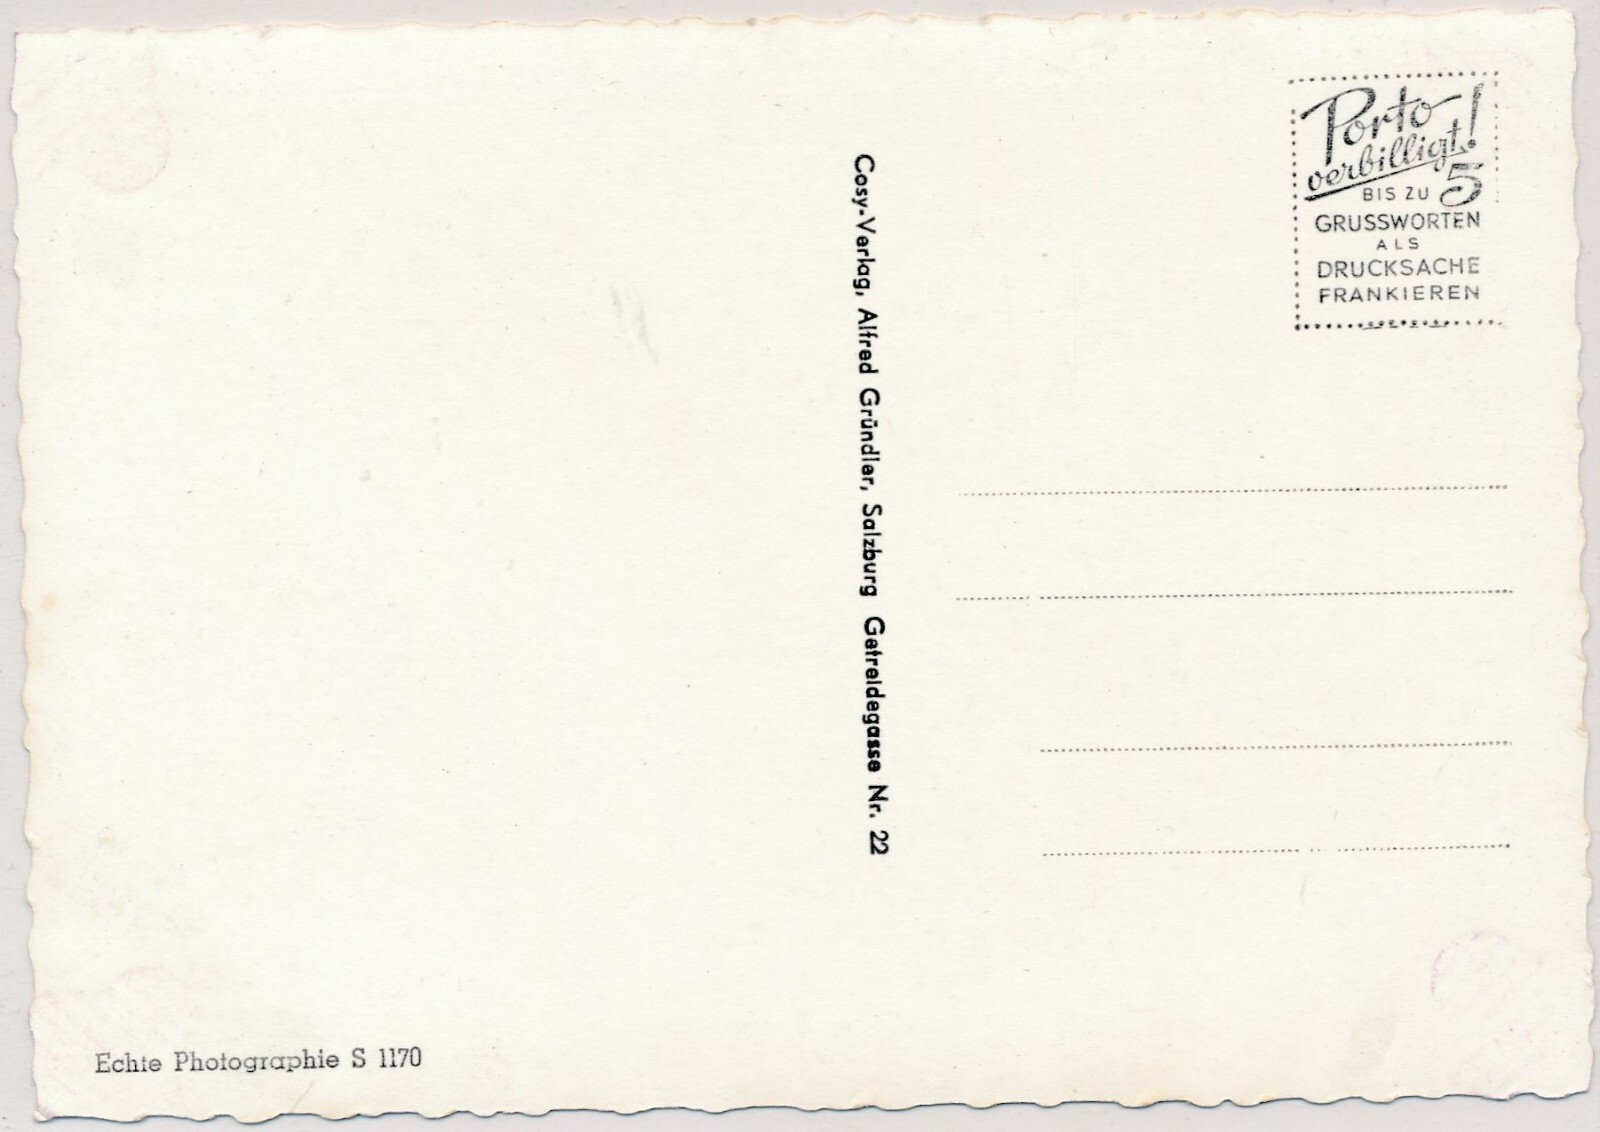 Porto
verbilligt!
BIS ZU 5
GRUSSWORTEN
ALS
DRUCKSACHE
FRANKIEREN
Cosy-Verlag, Alfred Gründler, Salzburg Getreidegasse Nr. 22
Echte Photographie S 1170